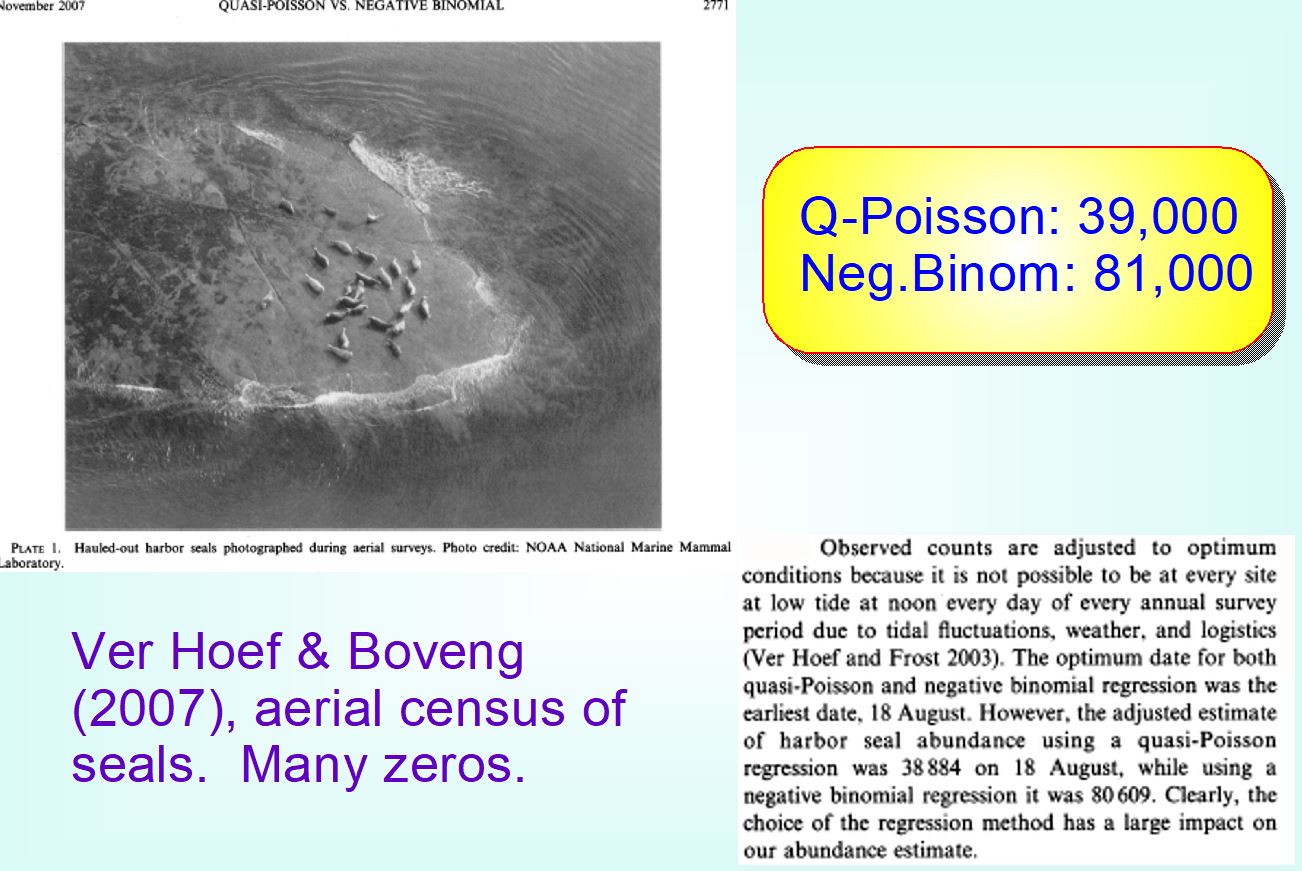 November 2007
QUASI-POISSON VS. NEGATIVE BINOMIAL
2771
PLATE 1. Hauled-out harbor seals photographed during aerial surveys. Photo credit: NOAA National Marine Mammal
Laboratory.
Q-Poisson: 39,000
Neg.Binom: 81,000
Ver Hoef & Boveng
(2007), aerial census of
seals. Many zeros.
Observed counts are adjusted to optimum
conditions because it is not possible to be at every site
at low tide at noon every day of every annual survey
period due to tidal fluctuations, weather, and logistics
(Ver Hoef and Frost 2003). The optimum date for both
quasi-Poisson and negative binomial regression was the
earliest date, 18 August. However, the adjusted estimate
of harbor seal abundance using a quasi-Poisson
regression was 38 884 on 18 August, while using a
negative binomial regression it was 80 609. Clearly, the
choice of the regression method has a large impact on
our abundance estimate.